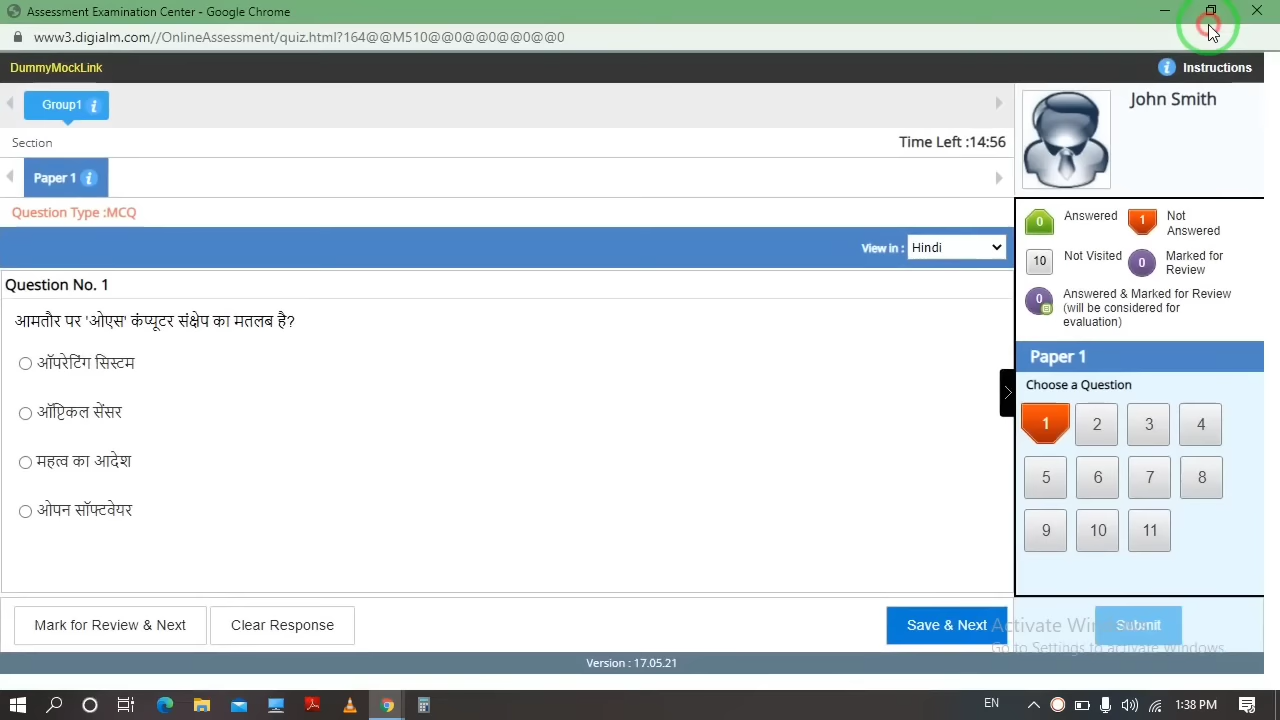 Assessment Examination Center - Google Chrome
www3.digialm.com//OnlineAssessment/quiz.html?164@@M510@@0@@0@@0@@0
DummyMockLink
Instructions
Group1
John Smith
Section
Time Left :14:56
Paper 1
Question Type :MCQ
0 Answered
1 Not Answered
View in : Hindi
10 Not Visited
0 Marked for Review
Question No. 1
0 Answered & Marked for Review (will be considered for evaluation)
आमतौर पर 'ओएस' कंप्यूटर संक्षेप का मतलब है?
ऑपरेटिंग सिस्टम
ऑप्टिकल सेंसर
महत्व का आदेश
ओपन सॉफ्टवेयर
Paper 1
Choose a Question
1 2 3 4
5 6 7 8
9 10 11
Mark for Review & Next
Clear Response
Save & Next
Submit
Activate Windows
Go to Settings to activate Windows.
Version : 17.05.21
EN
1:38 PM